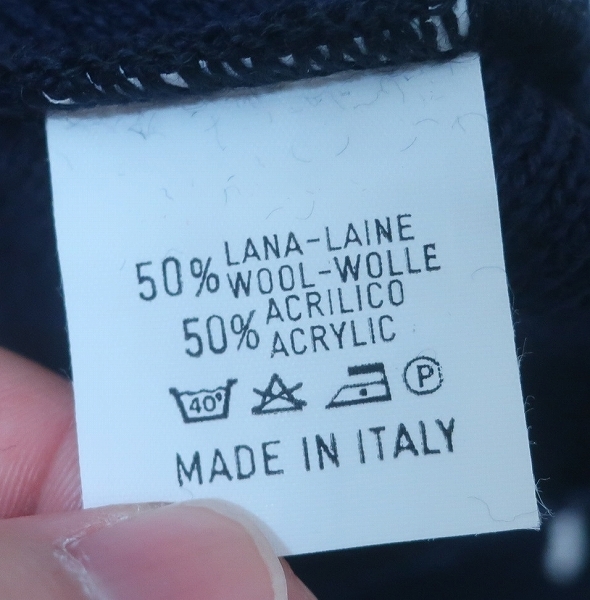 50% LANA-LAINE
WOOL-WOLLE
50% ACRILICO
ACRYLIC
40° P
MADE IN ITALY